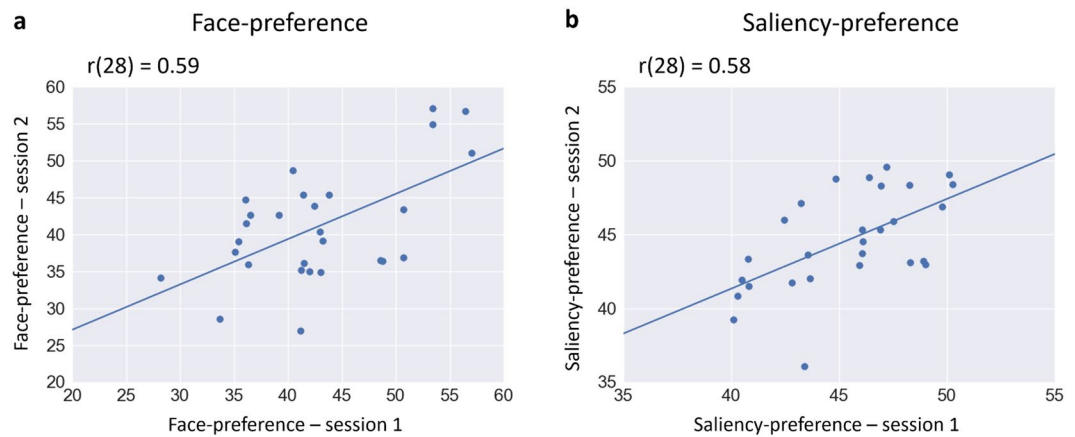 a
Face-preference
r(28) = 0.59
Face-preference – session 2
60
55
50
45
40
35
30
25
20
20 25 30 35 40 45 50 55 60
Face-preference – session 1
b
Saliency-preference
r(28) = 0.58
Saliency-preference – session 2
55
50
45
40
35
35 40 45 50 55
Saliency-preference – session 1